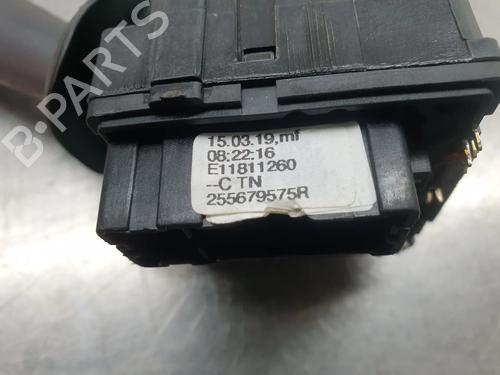 B-PARTS
15.03.19,mf
08:22:16
E11811260
--C TN
255679575R